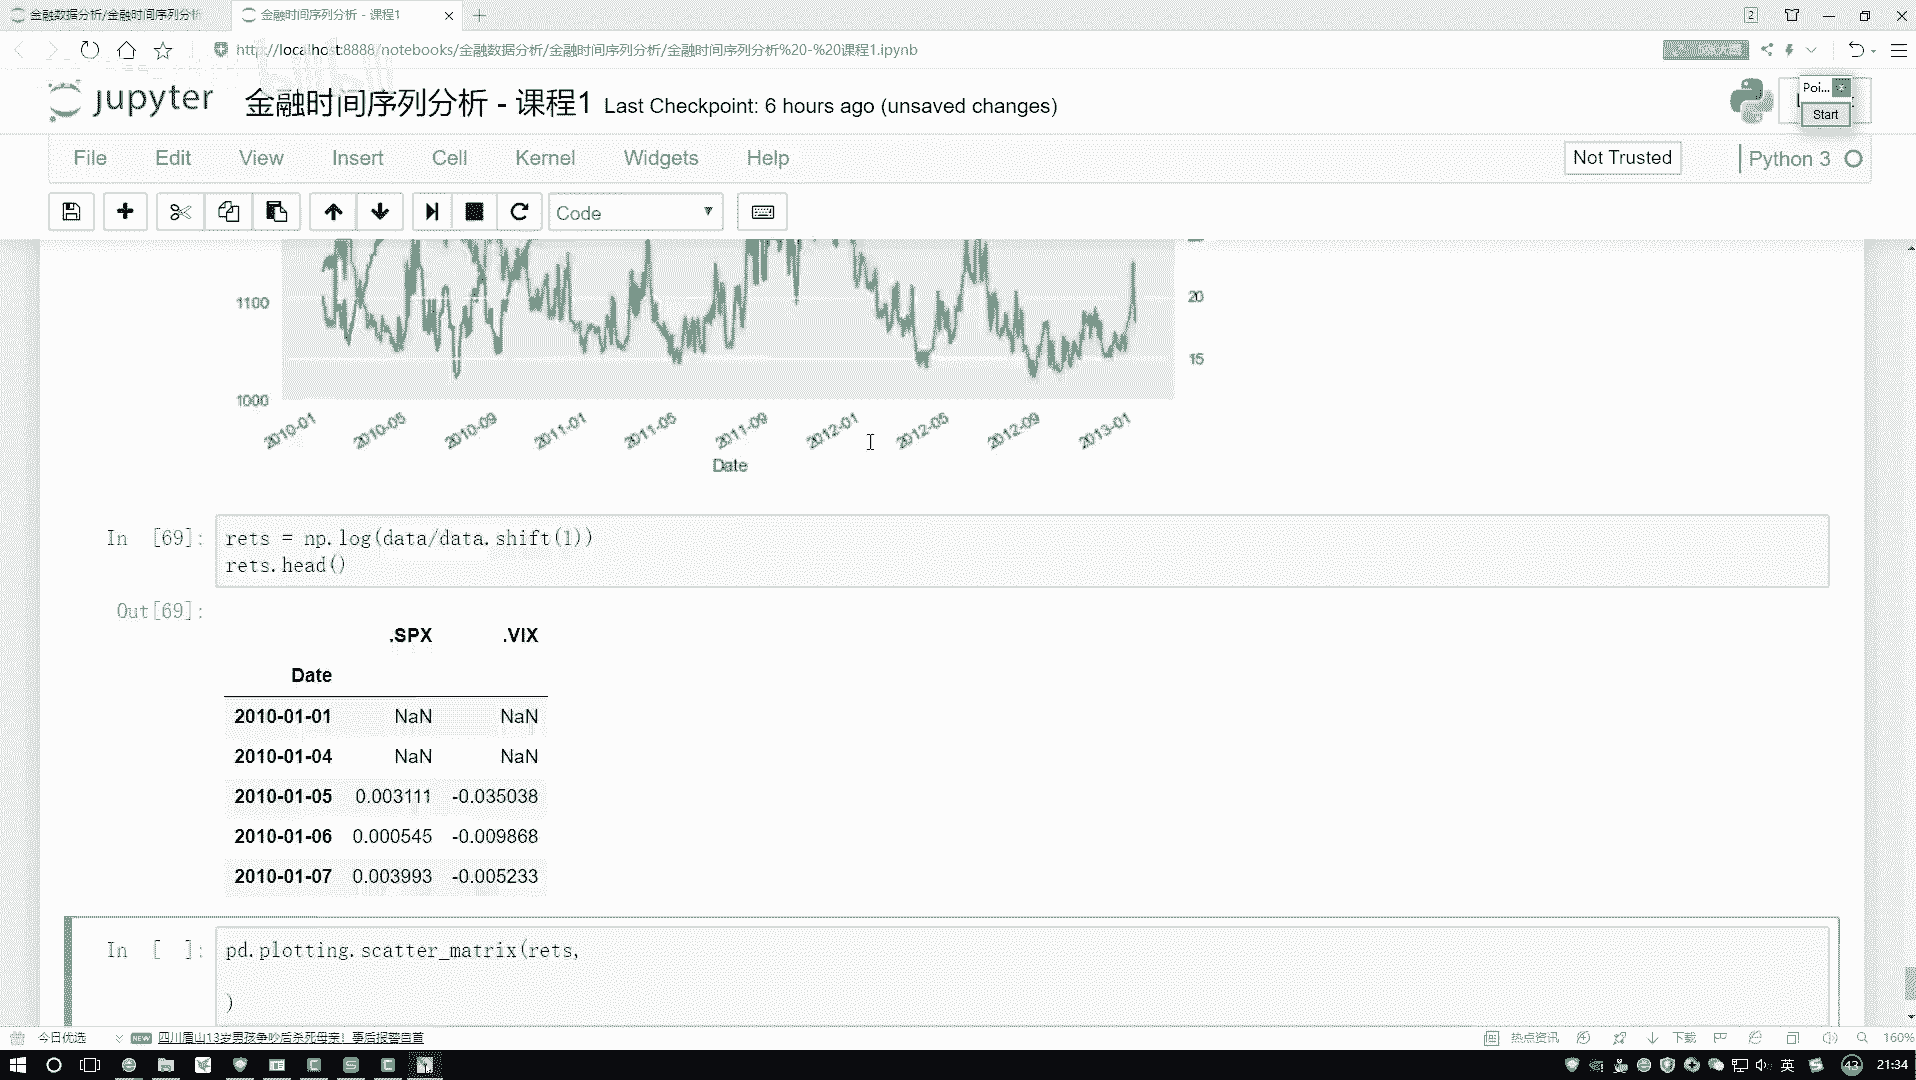 金融数据分析/金融时间序列分析
金融时间序列分析 - 课程1
2
http://localhost:8888/notebooks/金融数据分析/金融时间序列分析/金融时间序列分析%20-%20课程1.ipynb
jupyter
金融时间序列分析 - 课程1
Last Checkpoint: 6 hours ago (unsaved changes)
Poi...
Start
File
Edit
View
Insert
Cell
Kernel
Widgets
Help
Not Trusted
Python 3
Code
1100
20
15
1000
2010-01
2010-05
2010-09
2011-01
2011-05
2011-09
2012-01
2012-05
2012-09
2013-01
Date
In [69]:
rets = np.log(data/data.shift(1))
rets.head()
Out[69]:
.SPX .VIX
Date
2010-01-01 NaN NaN
2010-01-04 NaN NaN
2010-01-05 0.003111 -0.035038
2010-01-06 0.000545 -0.009868
2010-01-07 0.003993 -0.005233
In [ ]:
pd.plotting.scatter_matrix(rets,
)
今日优选
NEW
四川眉山13岁男孩争吵后杀死母亲！事后报警自首
热点资讯
下载
160%
英
43
21:34